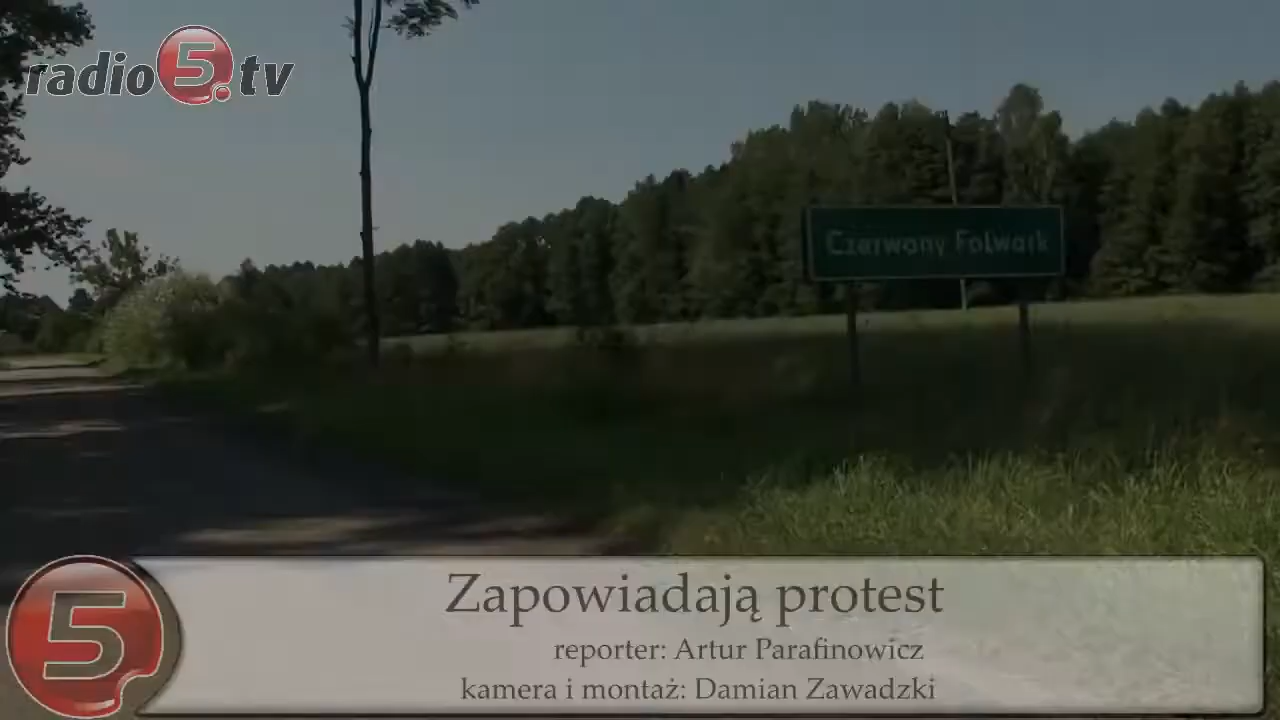 radio5.tv
Czerwony Folwark
Zapowiadają protest
5
reporter: Artur Parafinowicz
kamera i montaż: Damian Zawadzki